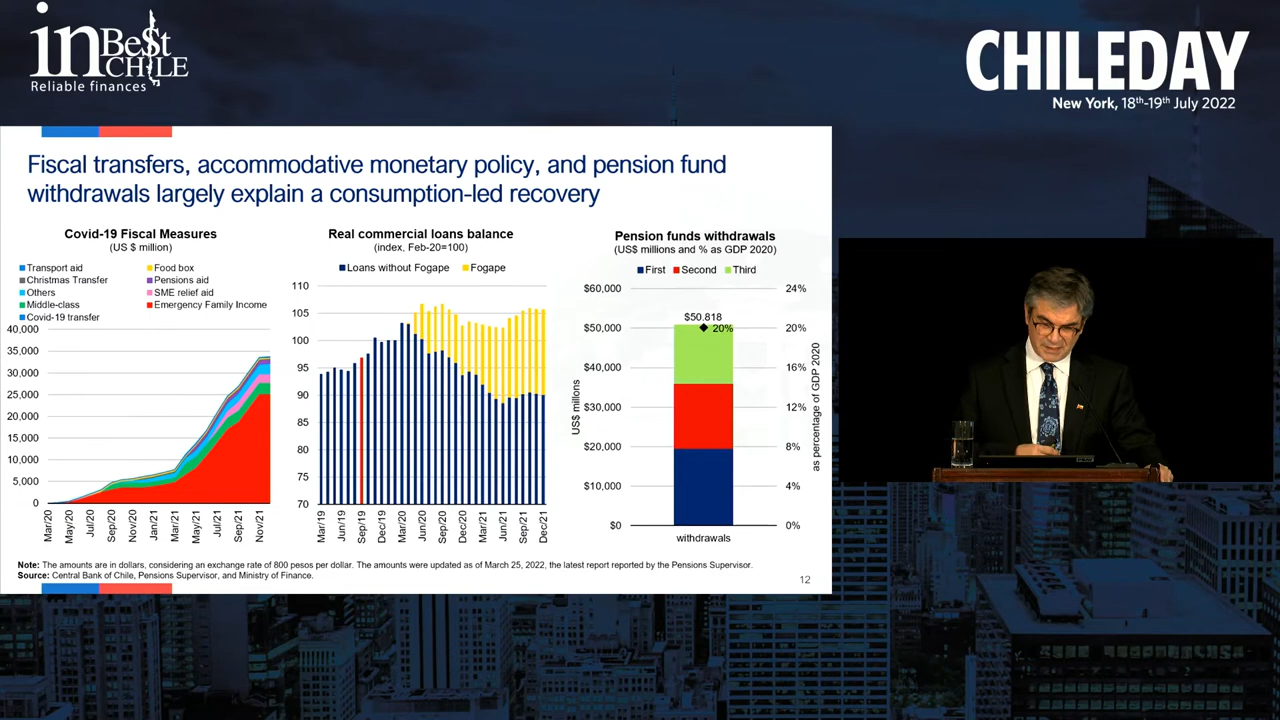 inBe$t
CHILE
Reliable finances
CHILEDAY
New York, 18th-19th July 2022
Fiscal transfers, accommodative monetary policy, and pension fund
withdrawals largely explain a consumption-led recovery
Covid-19 Fiscal Measures
(US $ million)
Transport aid
Food box
Christmas Transfer
Pensions aid
Others
SME relief aid
Middle-class
Emergency Family Income
Covid-19 transfer
40,000
35,000
30,000
25,000
20,000
15,000
10,000
5,000
0
Mar/20
May/20
Jul/20
Sep/20
Nov/20
Jan/21
Mar/21
May/21
Jul/21
Sep/21
Nov/21
Real commercial loans balance
(index, Feb-20=100)
Loans without Fogape
Fogape
110
105
100
95
90
85
80
75
70
Mar/19
Jun/19
Sep/19
Dec/19
Mar/20
Jun/20
Sep/20
Dec/20
Mar/21
Jun/21
Sep/21
Dec/21
Pension funds withdrawals
(US$ millions and % as GDP 2020)
First
Second
Third
US$ millions
$60,000
$50,000
$40,000
$30,000
$20,000
$10,000
$0
$50.818
20%
24%
20%
16%
12%
8%
4%
0%
as percentage of GDP 2020
withdrawals
Note: The amounts are in dollars, considering an exchange rate of 800 pesos per dollar. The amounts were updated as of March 25, 2022, the latest report reported by the Pensions Supervisor.
Source: Central Bank of Chile, Pensions Supervisor, and Ministry of Finance.
12